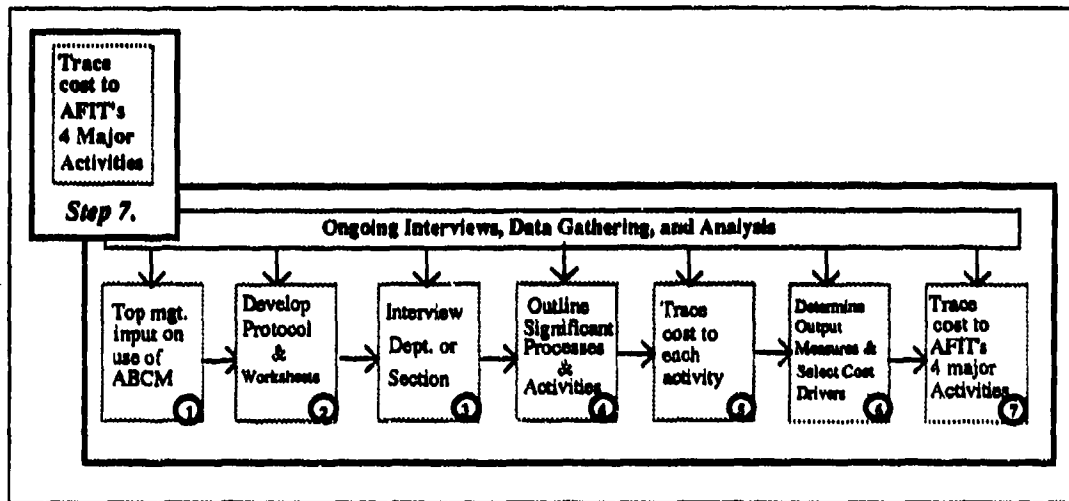 Trace
cost to
AFIT's
4 Major
Activities
Step 7.
Ongoing Interviews, Data Gathering, and Analysis
Top mgt.
input on
use of
ABCM
1
Develop
Protocol
&
Worksheets
2
Interview
Dept. or
Section
3
Outline
Significant
Processes
&
Activities
4
Trace
cost to
each
activity
5
Determine
Output
Measures &
Select Cost
Drivers
6
Trace
cost to
AFIT's
4 major
Activities
7